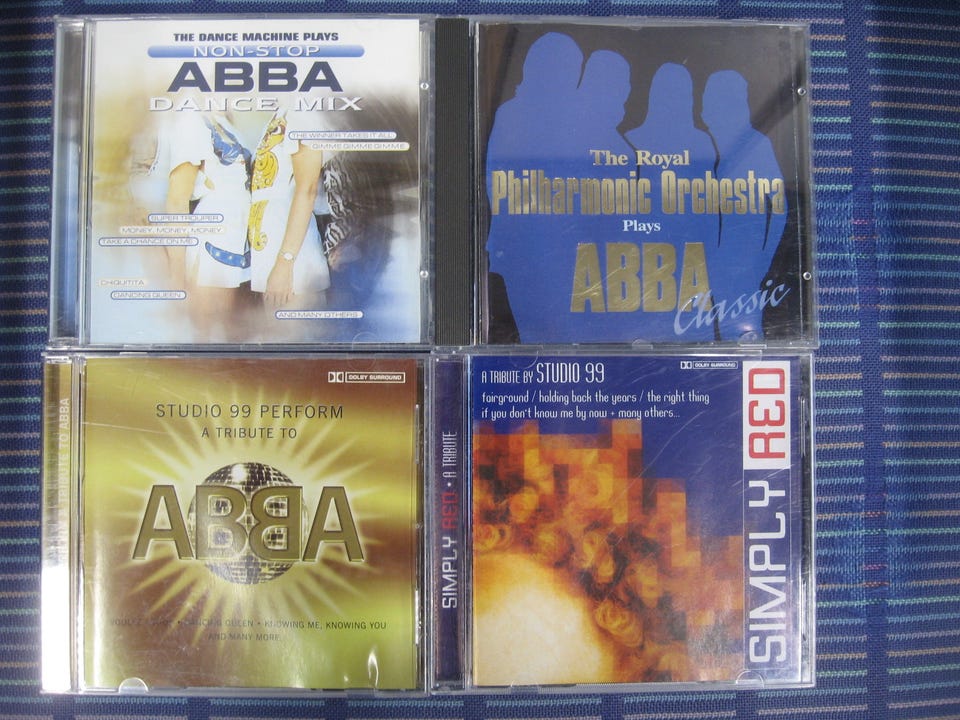 THE DANCE MACHINE PLAYS
NON-STOP
ABBA
DANCE MIX
THE WINNER TAKES IT ALL
GIMME GIMME GIMME
SUPER TROUPER
MONEY, MONEY, MONEY
TAKE A CHANCE ON ME
CHIQUITITA
DANCING QUEEN
AND MANY OTHERS
The Royal
Philharmonic Orchestra
Plays
ABBA
Classic
TRIBUTE TO ABBA
DOLBY SURROUND
STUDIO 99 PERFORM
A TRIBUTE TO
ABBA
DANCING QUEEN • KNOWING ME, KNOWING YOU
AND MANY MORE
SIMPLY RED • A TRIBUTE
A TRIBUTE BY STUDIO 99
DOLBY SURROUND
fairground / holding back the years / the right thing
if you don't know me by now + many others...
SIMPLY RED